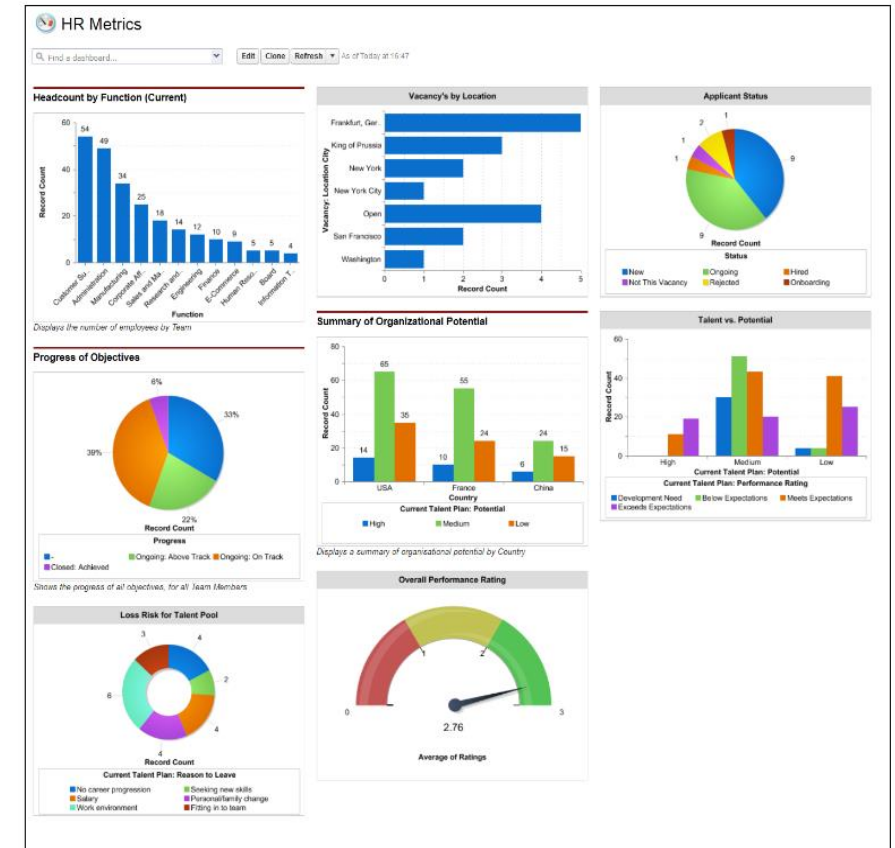 HR Metrics
Find a dashboard...
Edit Clone Refresh As of Today at 16:47
Headcount by Function (Current)
60
40
20
0
Record Count
54
49
34
25
18
14
12
10
9
5
5
4
Customer Su..
Administration
Manufacturing
Corporate Aff..
Sales and Ma..
Research and..
Engineering
Finance
E-Commerce
Human Reso..
Board
Information T..
Function
Displays the number of employees by Team
Vacancy's by Location
Vacancy: Location City
Frankfurt, Ger..
King of Prussia
New York
New York City
Open
San Francisco
Washington
0 1 2 3 4 5
Record Count
Applicant Status
1
2
1
1
9
9
Record Count
Status
New Ongoing Hired
Not This Vacancy Rejected Onboarding
Progress of Objectives
6%
33%
39%
22%
Record Count
Progress
- Ongoing: Above Track Ongoing: On Track
Closed: Achieved
Shows the progress of all objectives, for all Team Members
Summary of Organizational Potential
80
60
40
20
0
Record Count
14 65 35
10 55 24
6 24 15
USA France China
Country
Current Talent Plan: Potential
High Medium Low
Displays a summary of organisational potential by Country
Talent vs. Potential
60
40
20
0
Record Count
High Medium Low
Current Talent Plan: Potential
Current Talent Plan: Performance Rating
Development Need Below Expectations Meets Expectations
Exceeds Expectations
Loss Risk for Talent Pool
3 4
6 2
4 4
Record Count
Current Talent Plan: Reason to Leave
No career progression Seeking new skills
Salary Personal/family change
Work environment Fitting in to team
Overall Performance Rating
0 1 2 3
2.76
Average of Ratings